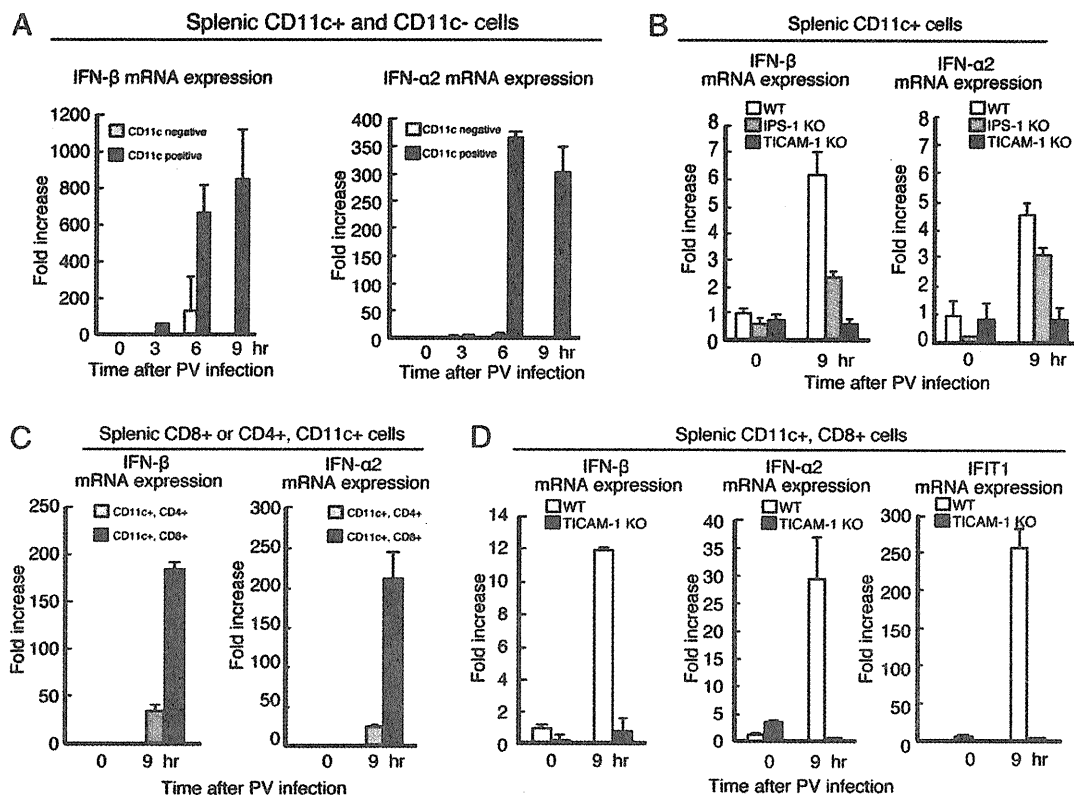 A
Splenic CD11c+ and CD11c- cells
IFN-β mRNA expression
CD11c negative
CD11c positive
Fold increase
1200
1000
800
600
400
200
0
0 3 6 9 hr
Time after PV infection
IFN-α2 mRNA expression
CD11c negative
CD11c positive
Fold increase
400
350
300
250
200
150
100
50
0
0 3 6 9 hr
Time after PV infection
B
Splenic CD11c+ cells
IFN-β
mRNA expression
WT
IPS-1 KO
TICAM-1 KO
Fold increase
8
7
6
5
4
3
2
1
0
0 9 hr
IFN-α2
mRNA expression
WT
IPS-1 KO
TICAM-1 KO
Fold increase
8
7
6
5
4
3
2
1
0
0 9 hr
Time after PV infection
C
Splenic CD8+ or CD4+, CD11c+ cells
IFN-β
mRNA expression
CD11c+, CD4+
CD11c+, CD8+
Fold increase
250
200
150
100
50
0
0 9 hr
IFN-α2
mRNA expression
CD11c+, CD4+
CD11c+, CD8+
Fold increase
300
250
200
150
100
50
0
0 9 hr
Time after PV infection
D
Splenic CD11c+, CD8+ cells
IFN-β
mRNA expression
WT
TICAM-1 KO
Fold increase
14
12
10
8
6
4
2
0
0 9 hr
IFN-α2
mRNA expression
WT
TICAM-1 KO
Fold increase
40
35
30
25
20
15
10
5
0
0 9 hr
IFIT1
mRNA expression
WT
TICAM-1 KO
Fold increase
300
250
200
150
100
50
0
0 9 hr
Time after PV infection